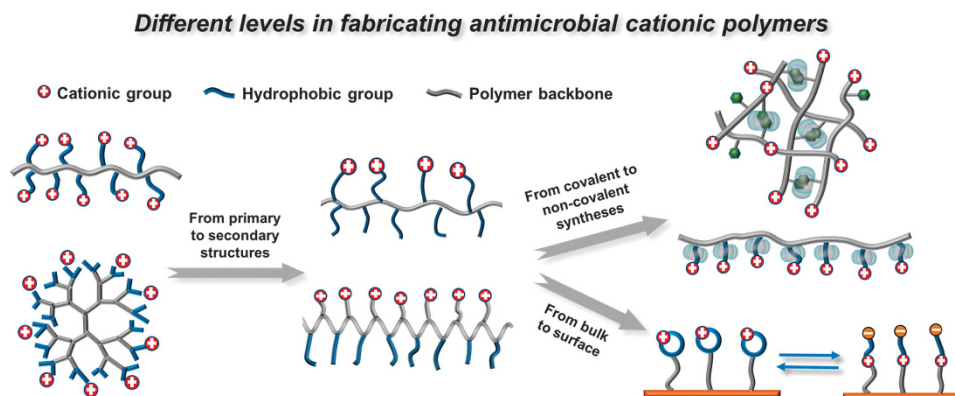 Different levels in fabricating antimicrobial cationic polymers
Cationic group
Hydrophobic group
Polymer backbone
From primary
to secondary
structures
From covalent to
non-covalent
syntheses
From bulk
to surface